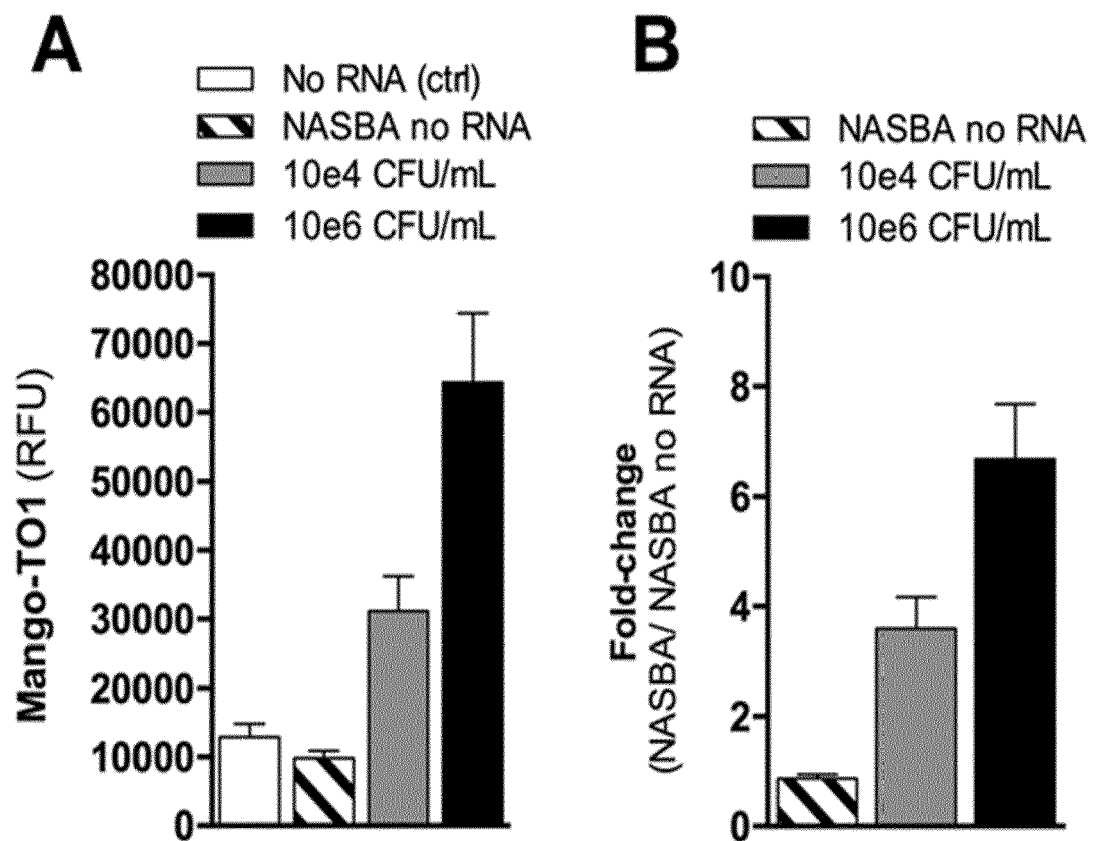 A
No RNA (ctrl)
NASBA no RNA
10e4 CFU/mL
10e6 CFU/mL
80000
70000
60000
50000
40000
30000
20000
10000
0
Mango-TO1 (RFU)
B
NASBA no RNA
10e4 CFU/mL
10e6 CFU/mL
10
8
6
4
2
0
Fold-change
(NASBA/ NASBA no RNA)